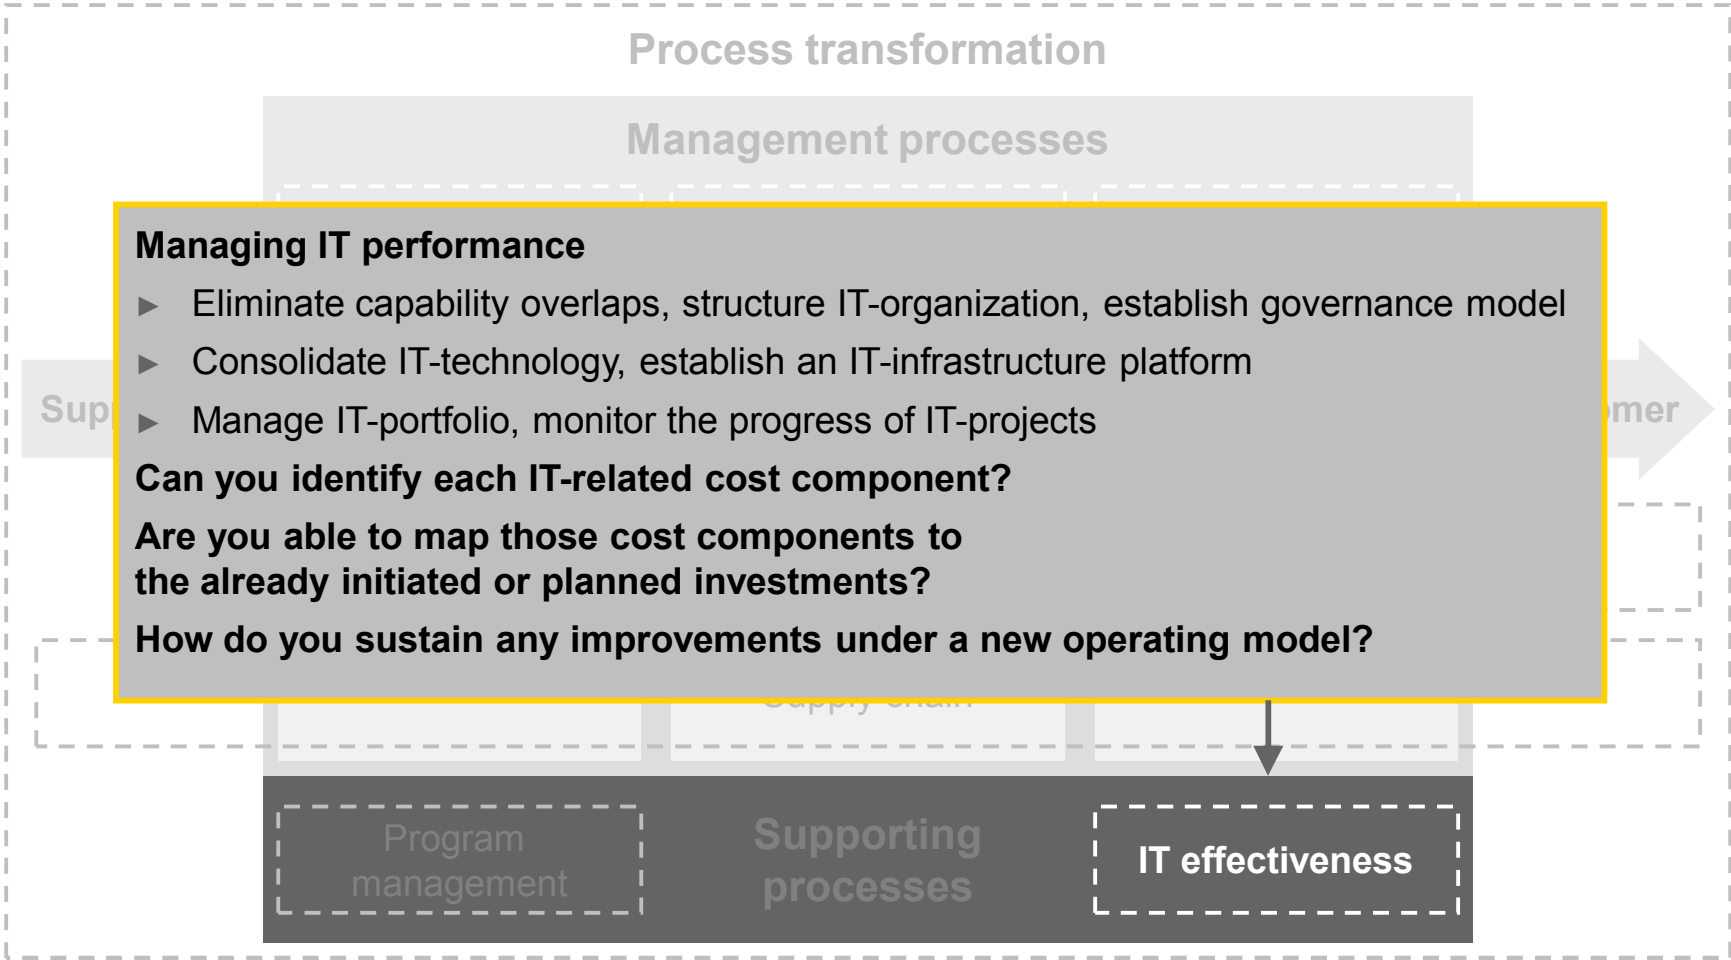 Process transformation
Management processes
Managing IT performance
► Eliminate capability overlaps, structure IT-organization, establish governance model
► Consolidate IT-technology, establish an IT-infrastructure platform
► Manage IT-portfolio, monitor the progress of IT-projects
Can you identify each IT-related cost component?
Are you able to map those cost components to
the already initiated or planned investments?
How do you sustain any improvements under a new operating model?
Supply chain
Program
management
Supporting
processes
IT effectiveness